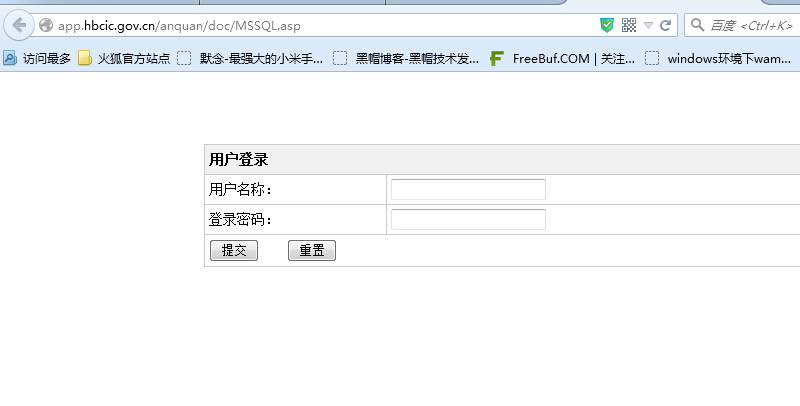 app.hbcic.gov.cn/anquan/doc/MSSQL.asp
百度 <Ctrl+K>
访问最多 火狐官方站点 默念-最强大的小米手... 黑帽博客-黑帽技术发... FreeBuf.COM | 关注... windows环境下wam...
用户登录
用户名称：
登录密码：
提交 重置